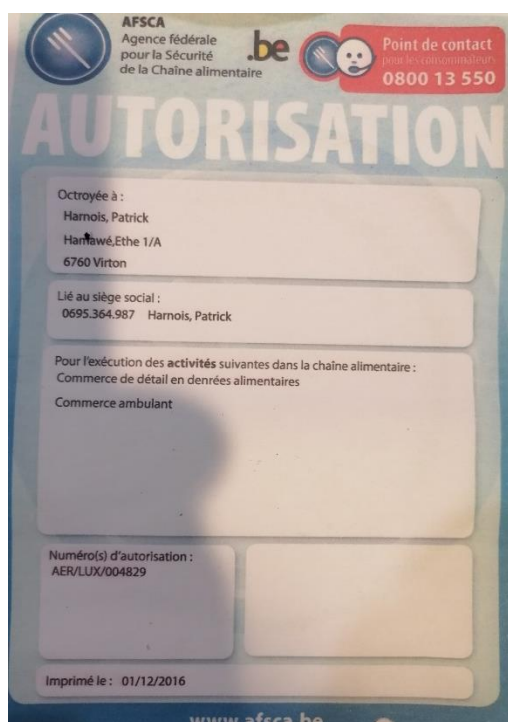 AFSCA
Agence fédérale
pour la Sécurité
de la Chaîne alimentaire
.be
Point de contact
pour les consommateurs
0800 13 550
AUTORISATION
Octroyée à :
Harnois, Patrick
Hamawé,Ethe 1/A
6760 Virton
Lié au siège social :
0695.364.987 Harnois, Patrick
Pour l'exécution des activités suivantes dans la chaîne alimentaire :
Commerce de détail en denrées alimentaires
Commerce ambulant
Numéro(s) d'autorisation :
AER/LUX/004829
Imprimé le : 01/12/2016
www.afsca.be